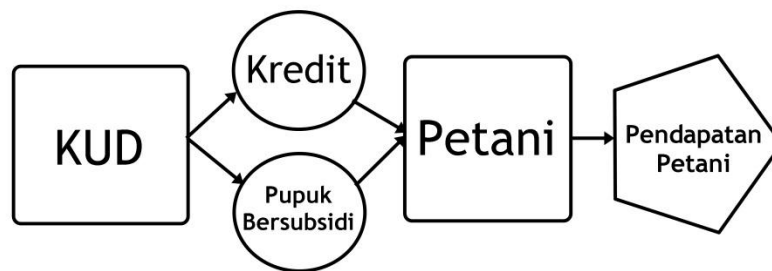 KUD
Kredit
Pupuk
Bersubsidi
Petani
Pendapatan
Petani